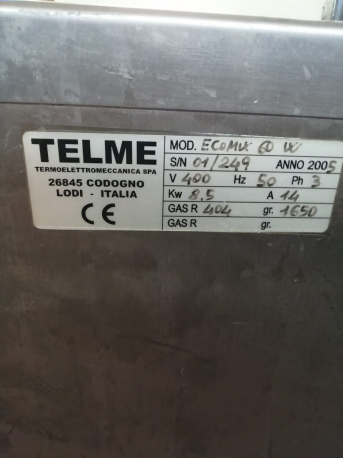 TELME
TERMOELETTROMECCANICA SPA
26845 CODOGNO
LODI - ITALIA
CE
MOD. ECOMIX 60 W
S/N 01/249 ANNO 2005
V 400 Hz 50 Ph 3
Kw 8,5 A 14
GAS R 404 gr. 1650
GAS R gr.